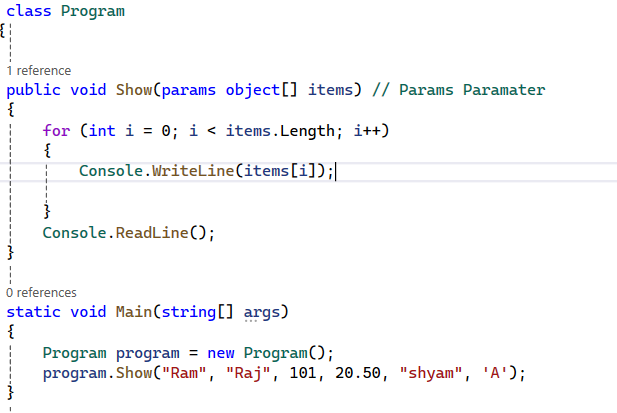 class Program
{
1 reference
public void Show(params object[] items) // Params Paramater
{
for (int i = 0; i < items.Length; i++)
{
Console.WriteLine(items[i]);
}
Console.ReadLine();
}
0 references
static void Main(string[] args)
{
Program program = new Program();
program.Show("Ram", "Raj", 101, 20.50, "shyam", 'A');
}